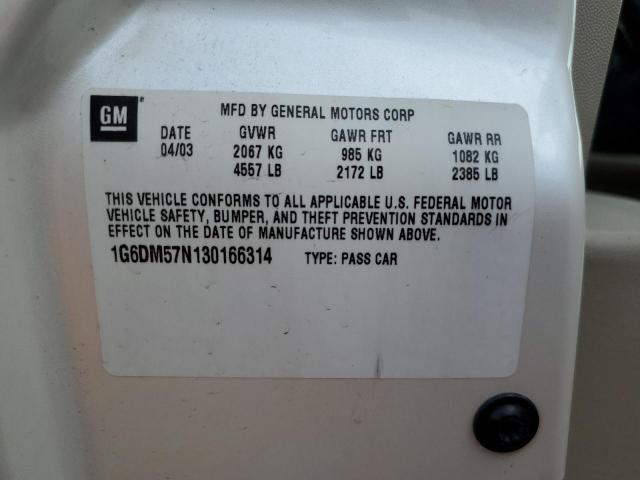 GM® MFD BY GENERAL MOTORS CORP
DATE GVWR GAWR FRT GAWR RR
04/03 2067 KG 985 KG 1082 KG
4557 LB 2172 LB 2385 LB
THIS VEHICLE CONFORMS TO ALL APPLICABLE U.S. FEDERAL MOTOR
VEHICLE SAFETY, BUMPER, AND THEFT PREVENTION STANDARDS IN
EFFECT ON THE DATE OF MANUFACTURE SHOWN ABOVE.
1G6DM57N130166314 TYPE: PASS CAR